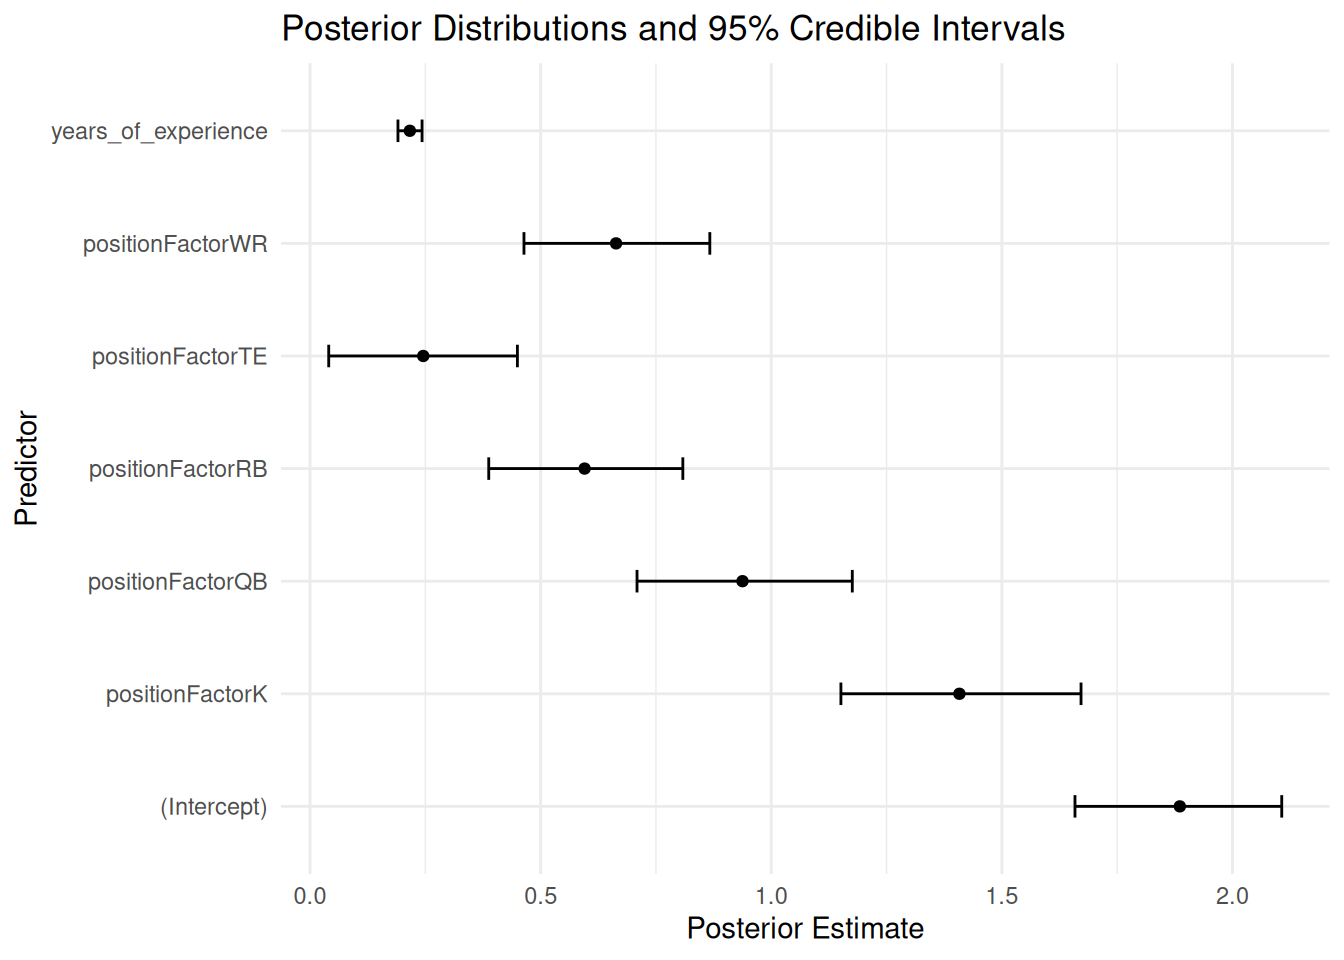 Posterior Distributions and 95% Credible Intervals
years_of_experience
positionFactorWR
positionFactorTE
positionFactorRB
positionFactorQB
positionFactorK
(Intercept)
Predictor
0.0 0.5 1.0 1.5 2.0
Posterior Estimate